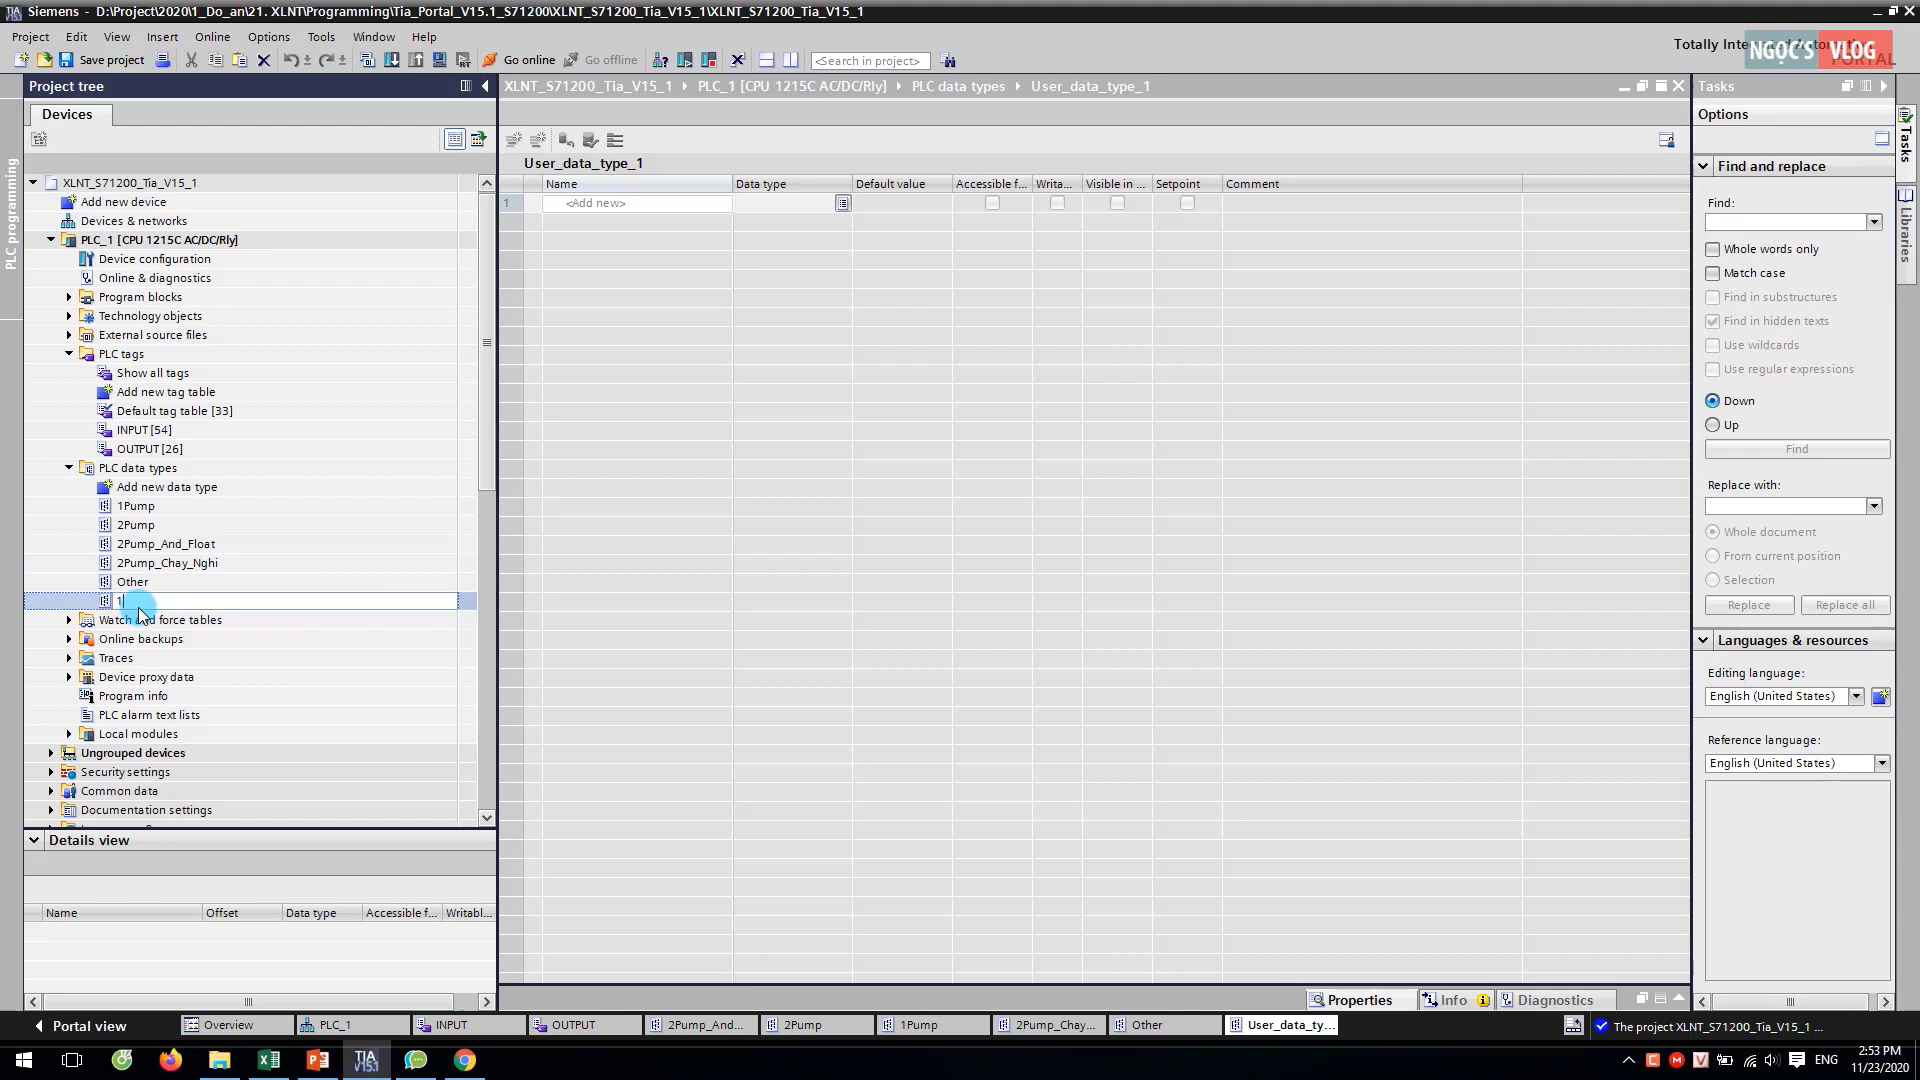 Siemens - D:\Project\2020\1_Do_an\21. XLNT\Programming\Tia_Portal_V15.1_S71200\XLNT_S71200_Tia_V15_1\XLNT_S71200_Tia_V15_1
Project Edit View Insert Online Options Tools Window Help
Save project Go online Go offline <Search in project>
NGỌC'S VLOG
Project tree
XLNT_S71200_Tia_V15_1 PLC_1 [CPU 1215C AC/DC/Rly] PLC data types User_data_type_1
Tasks
Devices
Options
User_data_type_1
Find and replace
Name Data type Default value Accessible f... Writa... Visible in ... Setpoint Comment
1 <Add new>
XLNT_S71200_Tia_V15_1
Add new device
Devices & networks
PLC_1 [CPU 1215C AC/DC/Rly]
Device configuration
Online & diagnostics
Program blocks
Technology objects
External source files
PLC tags
Show all tags
Add new tag table
Default tag table [33]
INPUT [54]
OUTPUT [26]
PLC data types
Add new data type
1Pump
2Pump
2Pump_And_Float
2Pump_Chay_Nghi
Other
1
Watch and force tables
Online backups
Traces
Device proxy data
Program info
PLC alarm text lists
Local modules
Ungrouped devices
Security settings
Common data
Documentation settings
Details view
Name Offset Data type Accessible f... Writabl...
PLC programming
Find:
Whole words only
Match case
Find in substructures
Find in hidden texts
Use wildcards
Use regular expressions
Down
Up
Find
Replace with:
Whole document
From current position
Selection
Replace Replace all
Languages & resources
Editing language:
English (United States)
Reference language:
English (United States)
Tasks
Libraries
Properties Info Diagnostics
Portal view Overview PLC_1 INPUT OUTPUT 2Pump_And... 2Pump 1Pump 2Pump_Chay... Other User_data_ty... The project XLNT_S71200_Tia_V15_1 ...
TIA V15.1
ENG
2:53 PM
11/23/2020